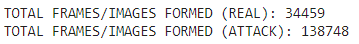 TOTAL FRAMES/IMAGES FORMED (REAL): 34459
TOTAL FRAMES/IMAGES FORMED (ATTACK): 138748